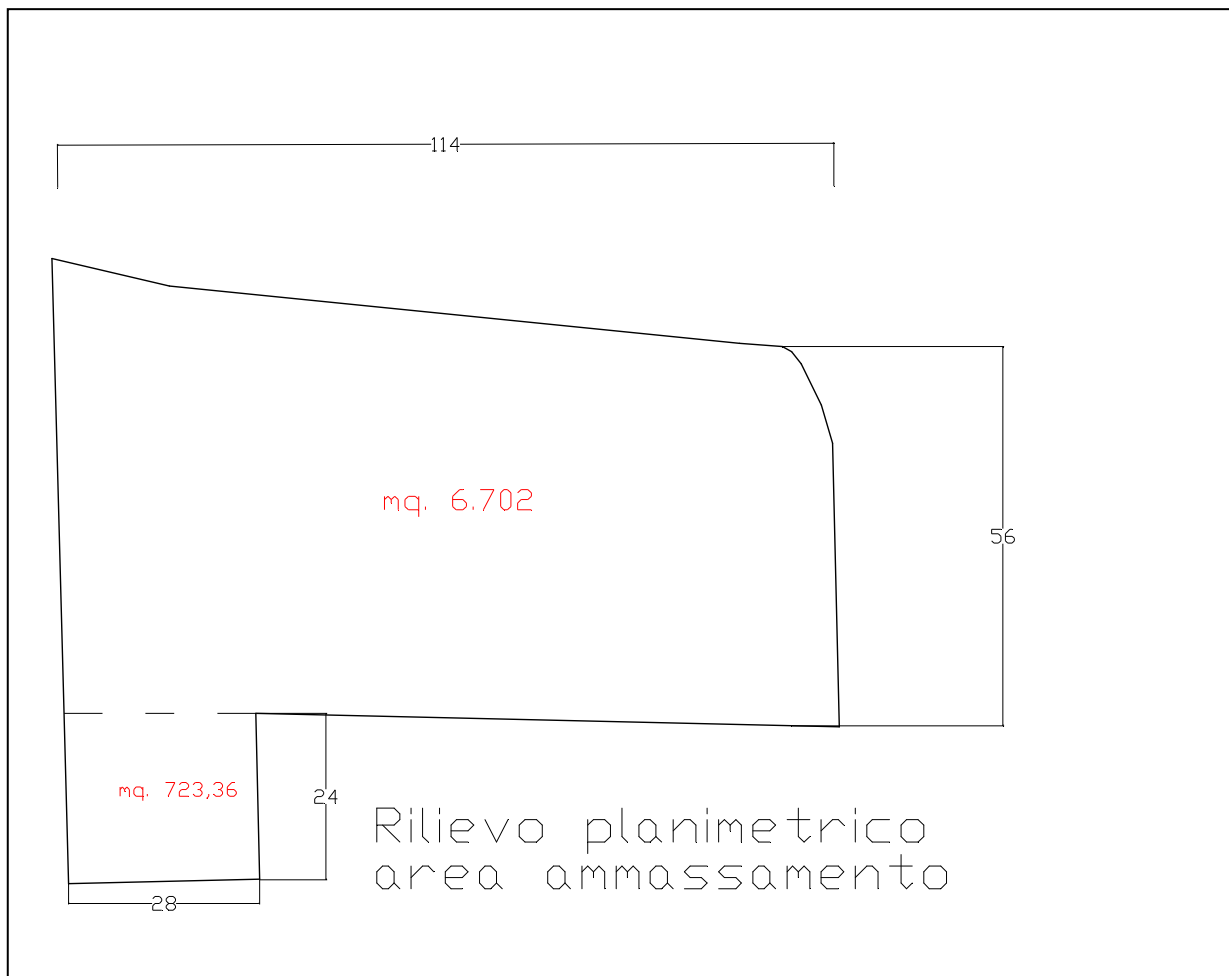 114
mq. 6.702
56
mq. 723,36
24
28
Rilievo planimetrico
area ammassamento